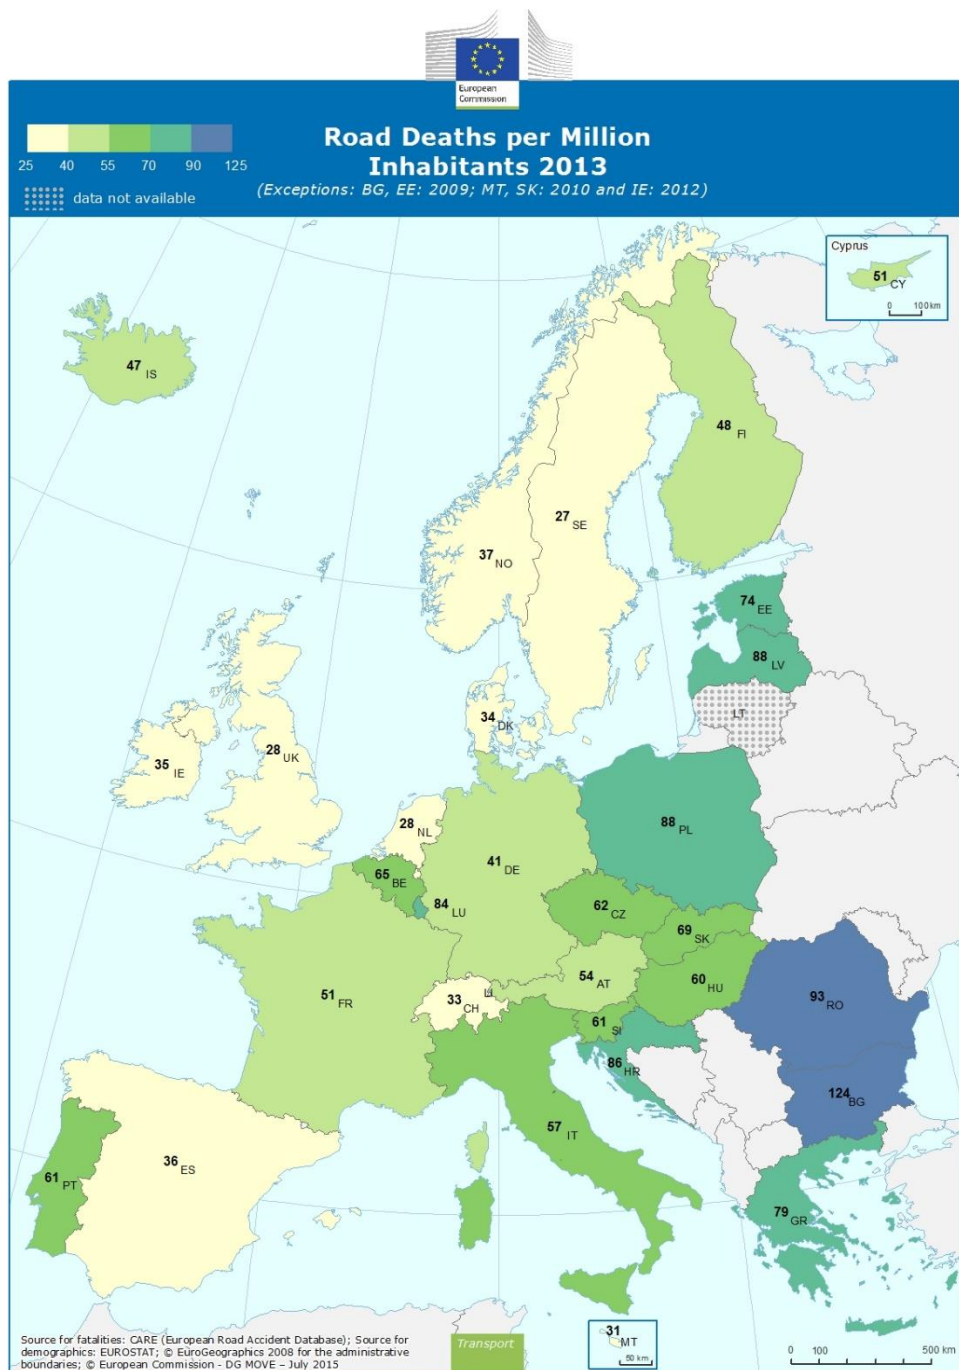 European
Commission
Road Deaths per Million
Inhabitants 2013
(Exceptions: BG, EE: 2009; MT, SK: 2010 and IE: 2012)
25 40 55 70 90 125
data not available
Cyprus
51 CY
0 100 km
47 IS
48 FI
27 SE
37 NO
74 EE
88 LV
LT
34 DK
35 IE
28 UK
28 NL
88 PL
41 DE
65 BE
84 LU
62 CZ
69 SK
54 AT
60 HU
51 FR
33 CH
LI
93 RO
61 SI
86 HR
124 BG
57 IT
36 ES
61 PT
79 GR
31 MT
50 km
Source for fatalities: CARE (European Road Accident Database); Source for
demographics: EUROSTAT; © EuroGeographics 2008 for the administrative
boundaries; © European Commission - DG MOVE – July 2015
Transport
0 100 500 km